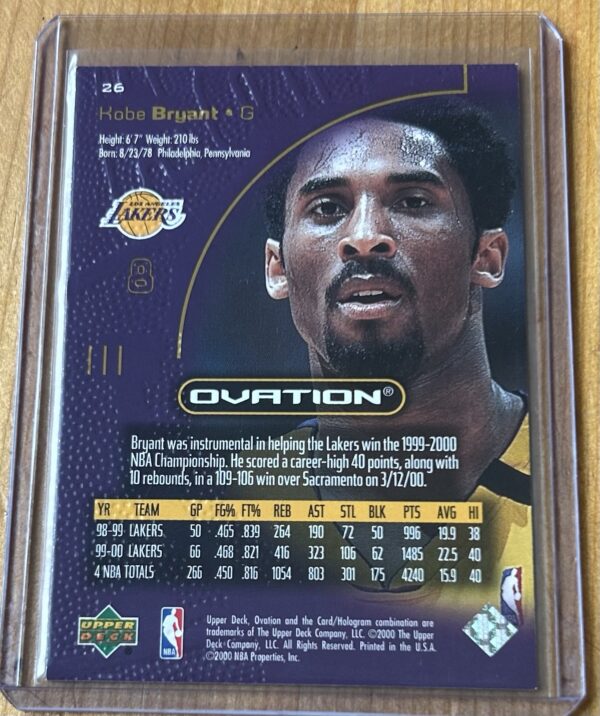 26
Kobe Bryant • G
Height: 6' 7" Weight: 210 lbs
Born: 8/23/78 Philadelphia, Pennsylvania
LOS ANGELES
LAKERS
8
OVATION®
Bryant was instrumental in helping the Lakers win the 1999-2000
NBA Championship. He scored a career-high 40 points, along with
10 rebounds, in a 109-106 win over Sacramento on 3/12/00.
YR TEAM GP FG% FT% REB AST STL BLK PTS AVG HI
98-99 LAKERS 50 .465 .839 264 190 72 50 996 19.9 38
99-00 LAKERS 66 .468 .821 416 323 106 62 1485 22.5 40
4 NBA TOTALS 266 .450 .816 1054 803 301 175 4240 15.9 40
UPPER
DECK
NBA
Upper Deck, Ovation and the Card/Hologram combination are
trademarks of The Upper Deck Company, LLC. ©2000 The Upper
Deck Company, LLC. All Rights Reserved. Printed in the U.S.A.
©2000 NBA Properties, Inc.